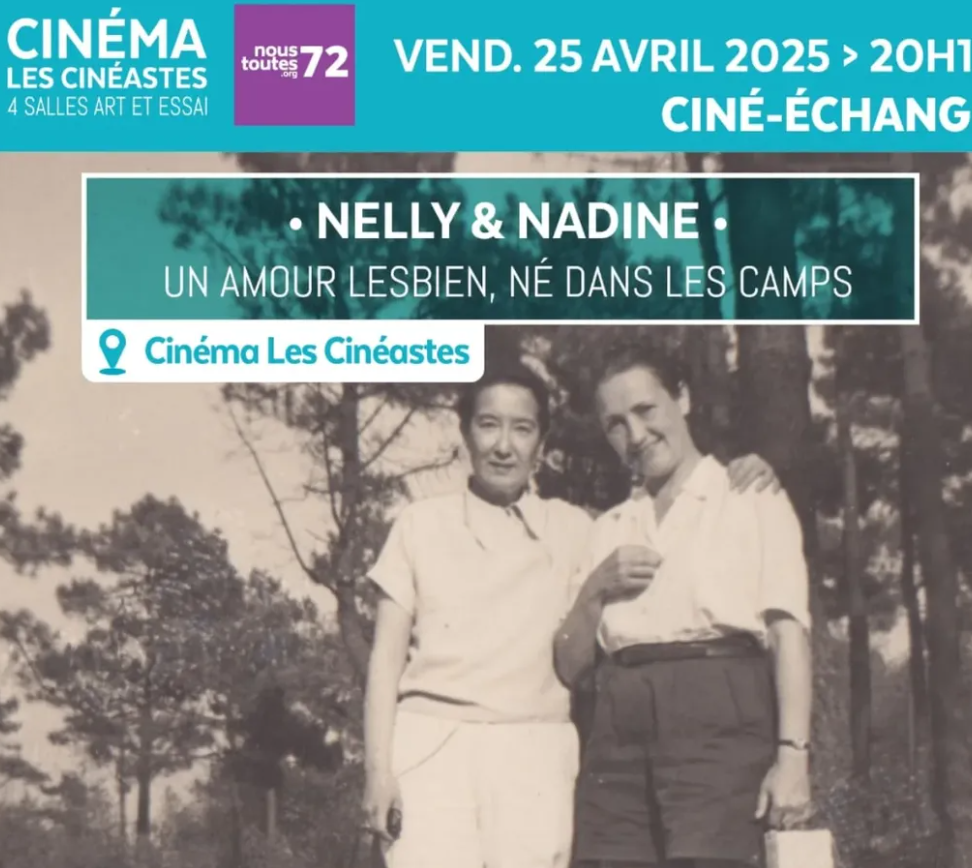 CINÉMA
LES CINÉASTES
4 SALLES ART ET ESSAI
nous
toutes 72
.org
VEND. 25 AVRIL 2025 > 20H1
CINÉ-ÉCHANG
• NELLY & NADINE •
UN AMOUR LESBIEN, NÉ DANS LES CAMPS
Cinéma Les Cinéastes